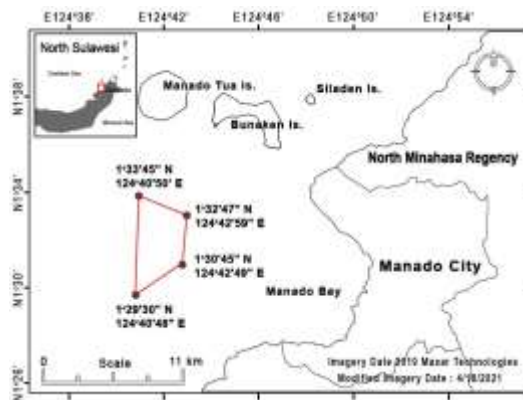 E124°36' E124°42' E124°46' E124°50' E124°54'
North Sulawesi
N1°38'
Manado Tua Is.
Siladen Is.
Bunaken Is.
North Minahasa Regency
N1°34'
1°33'45" N
124°40'50' E
1°32'47" N
124°42'59" E
1°30'45" N
124°42'49" E
Manado City
N1°30'
Manado Bay
1°29'30" N
124°40'48" E
0 Scale 11 km
Imagery Date 2019 Maxar Technologies
Modified Imagery Date : 4/18/2021
N1°26'